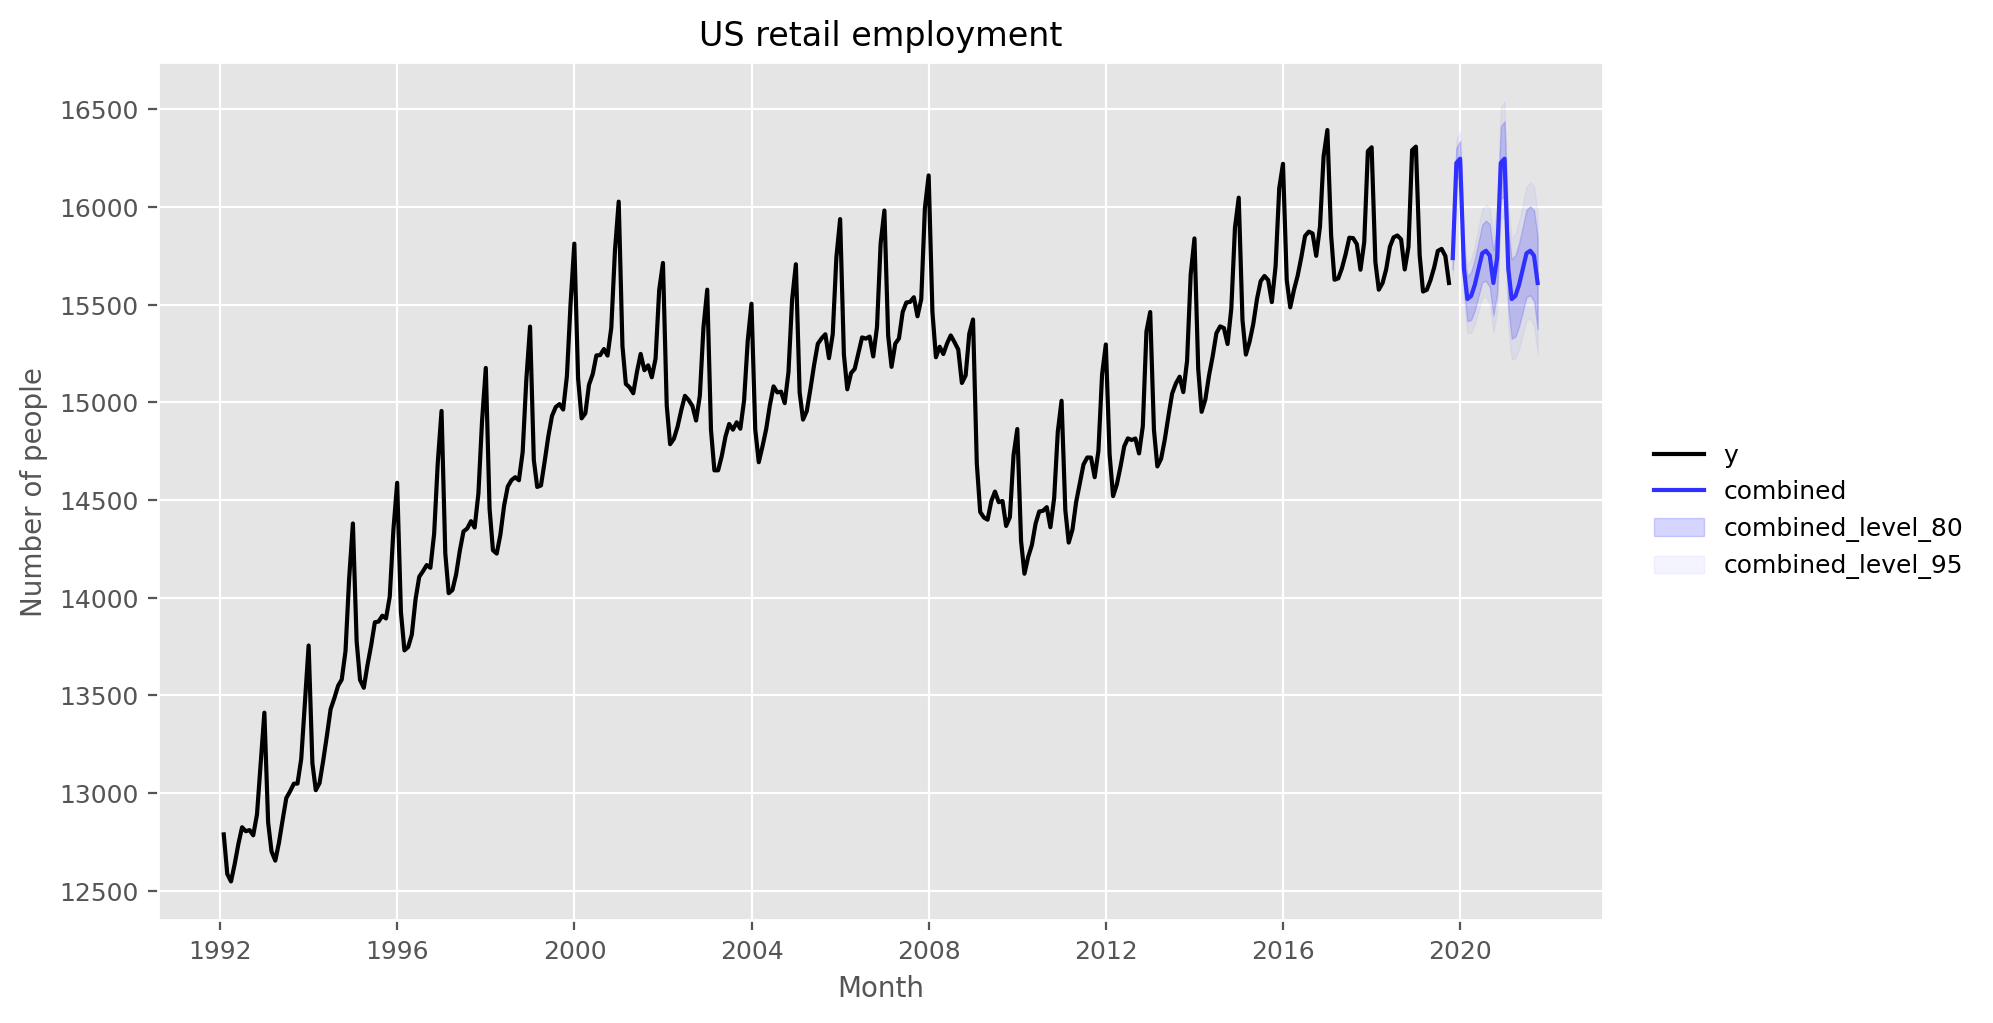 US retail employment
Number of people
16500
16000
15500
15000
14500
14000
13500
13000
12500
1992 1996 2000 2004 2008 2012 2016 2020
Month
y
combined
combined_level_80
combined_level_95